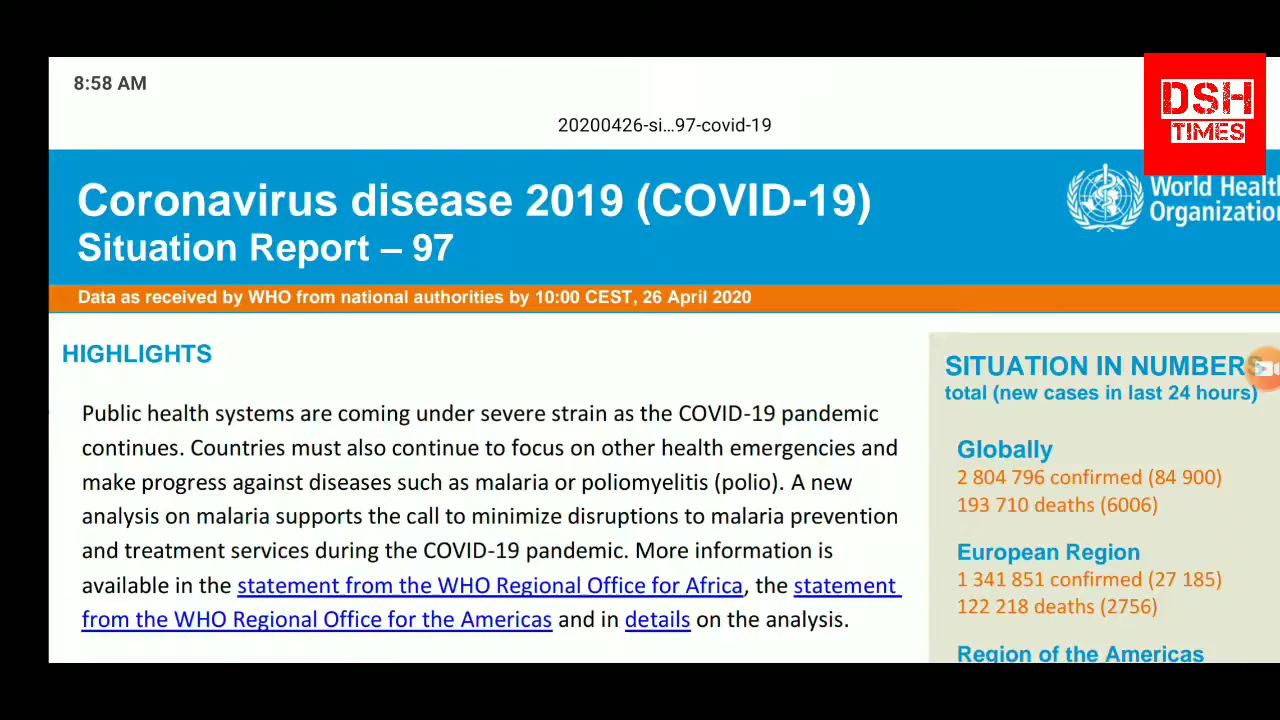 8:58 AM
DSH
TIMES
20200426-si...97-covid-19
Coronavirus disease 2019 (COVID-19)
Situation Report – 97
World Health
Organization
Data as received by WHO from national authorities by 10:00 CEST, 26 April 2020
HIGHLIGHTS
Public health systems are coming under severe strain as the COVID-19 pandemic
continues. Countries must also continue to focus on other health emergencies and
make progress against diseases such as malaria or poliomyelitis (polio). A new
analysis on malaria supports the call to minimize disruptions to malaria prevention
and treatment services during the COVID-19 pandemic. More information is
available in the statement from the WHO Regional Office for Africa, the statement
from the WHO Regional Office for the Americas and in details on the analysis.
SITUATION IN NUMBERS
total (new cases in last 24 hours)
Globally
2 804 796 confirmed (84 900)
193 710 deaths (6006)
European Region
1 341 851 confirmed (27 185)
122 218 deaths (2756)
Region of the Americas